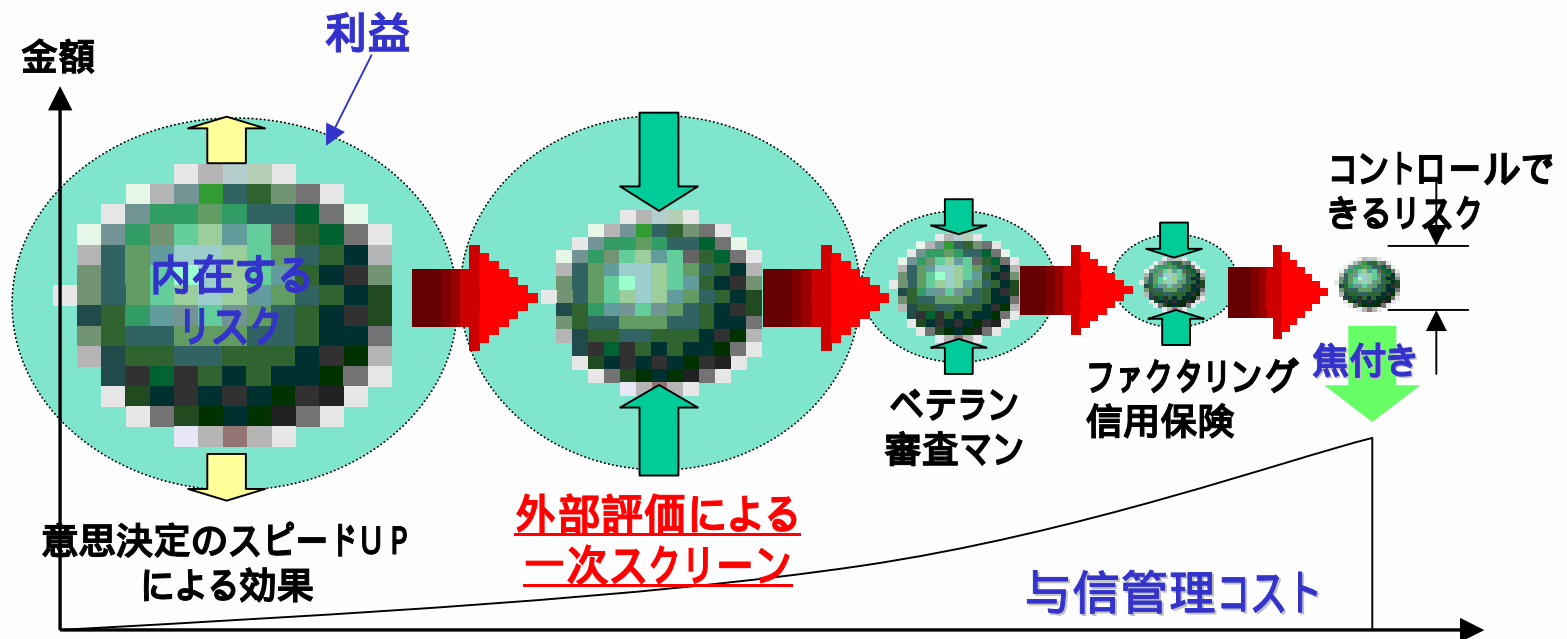 利益
金額
コントロールで
きるリスク
内在する
リスク
焦付き
ファクタリング
信用保険
ベテラン
審査マン
外部評価による
一次スクリーン
意思決定のスピードUP
による効果
与信管理コスト